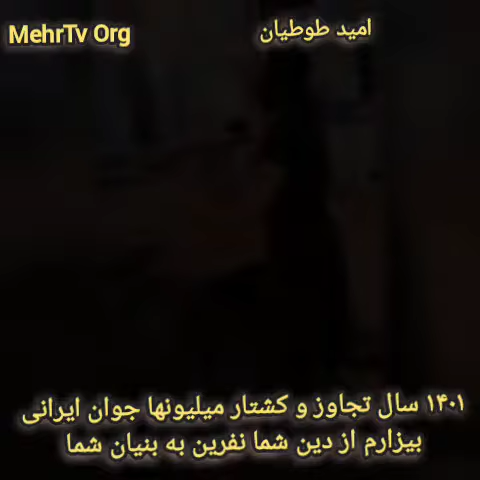 MehrTv Org
امید طوطیان
۱۴۰۱ سال تجاوز و کشتار میلیونها جوان ایرانی
بیزارم از دین شما نفرین به بنیان شما